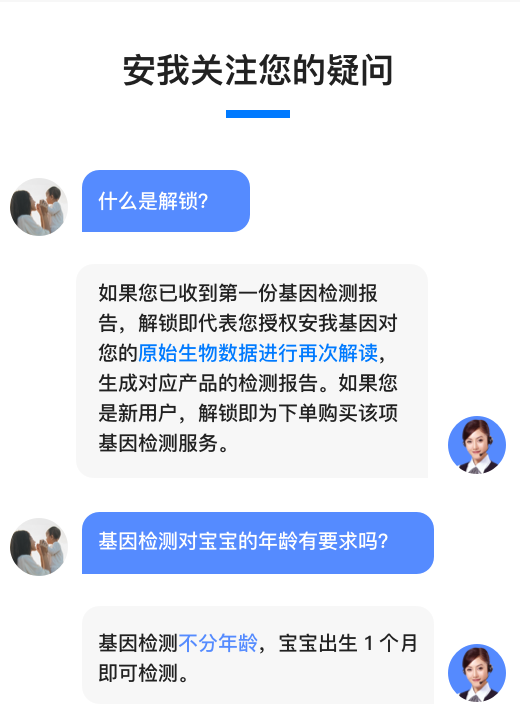 安我关注您的疑问
什么是解锁?
如果您已收到第一份基因检测报
告，解锁即代表您授权安我基因对
您的原始生物数据进行再次解读，
生成对应产品的检测报告。如果您
是新用户，解锁即为下单购买该项
基因检测服务。
基因检测对宝宝的年龄有要求吗?
基因检测不分年龄，宝宝出生 1 个月
即可检测。